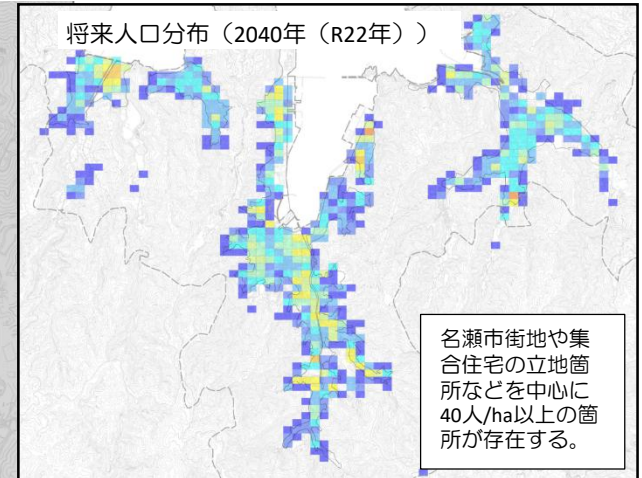 将来人口分布（2040年（R22年））
名瀬市街地や集
合住宅の立地箇
所などを中心に
40人/ha以上の箇
所が存在する。